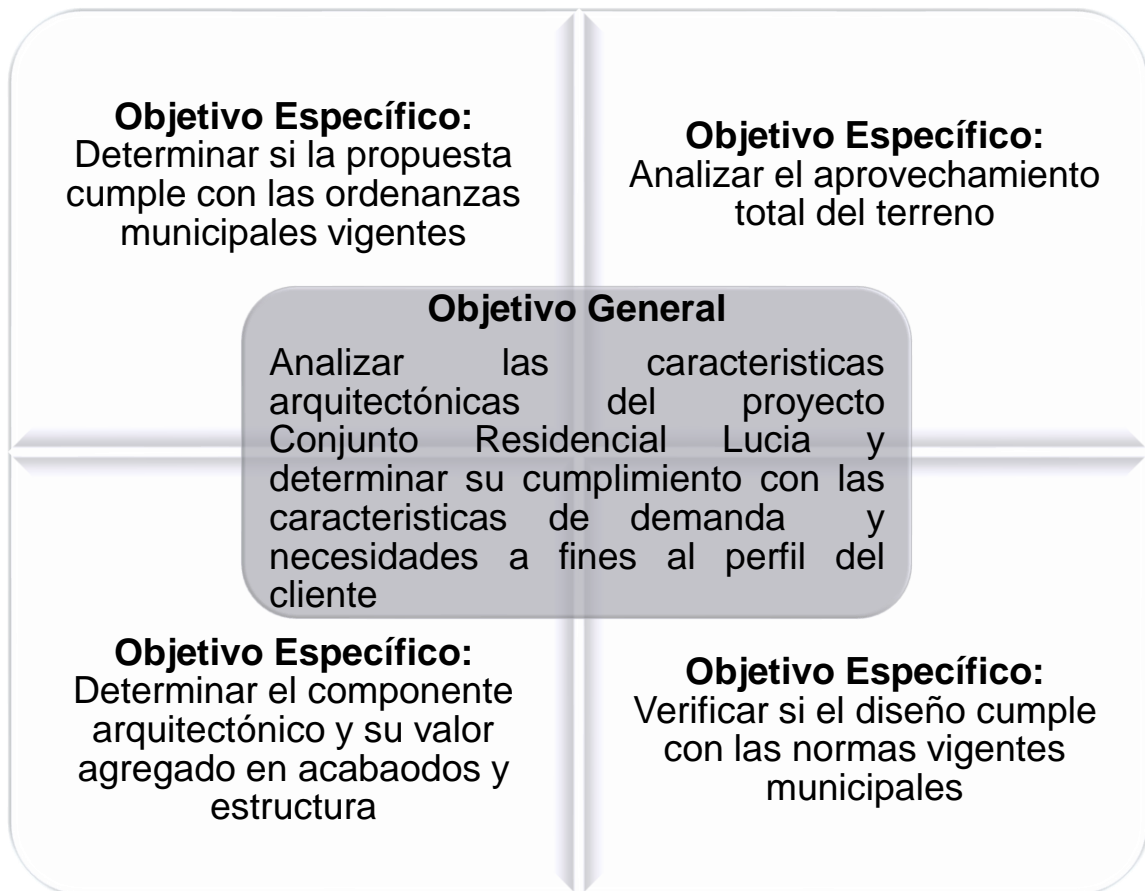 Objetivo Específico:
Determinar si la propuesta
cumple con las ordenanzas
municipales vigentes
Objetivo Específico:
Analizar el aprovechamiento
total del terreno
Objetivo General
Analizar las caracteristicas
arquitectónicas del proyecto
Conjunto Residencial Lucia y
determinar su cumplimiento con las
caracteristicas de demanda y
necesidades a fines al perfil del
cliente
Objetivo Específico:
Determinar el componente
arquitectónico y su valor
agregado en acabaodos y
estructura
Objetivo Específico:
Verificar si el diseño cumple
con las normas vigentes
municipales